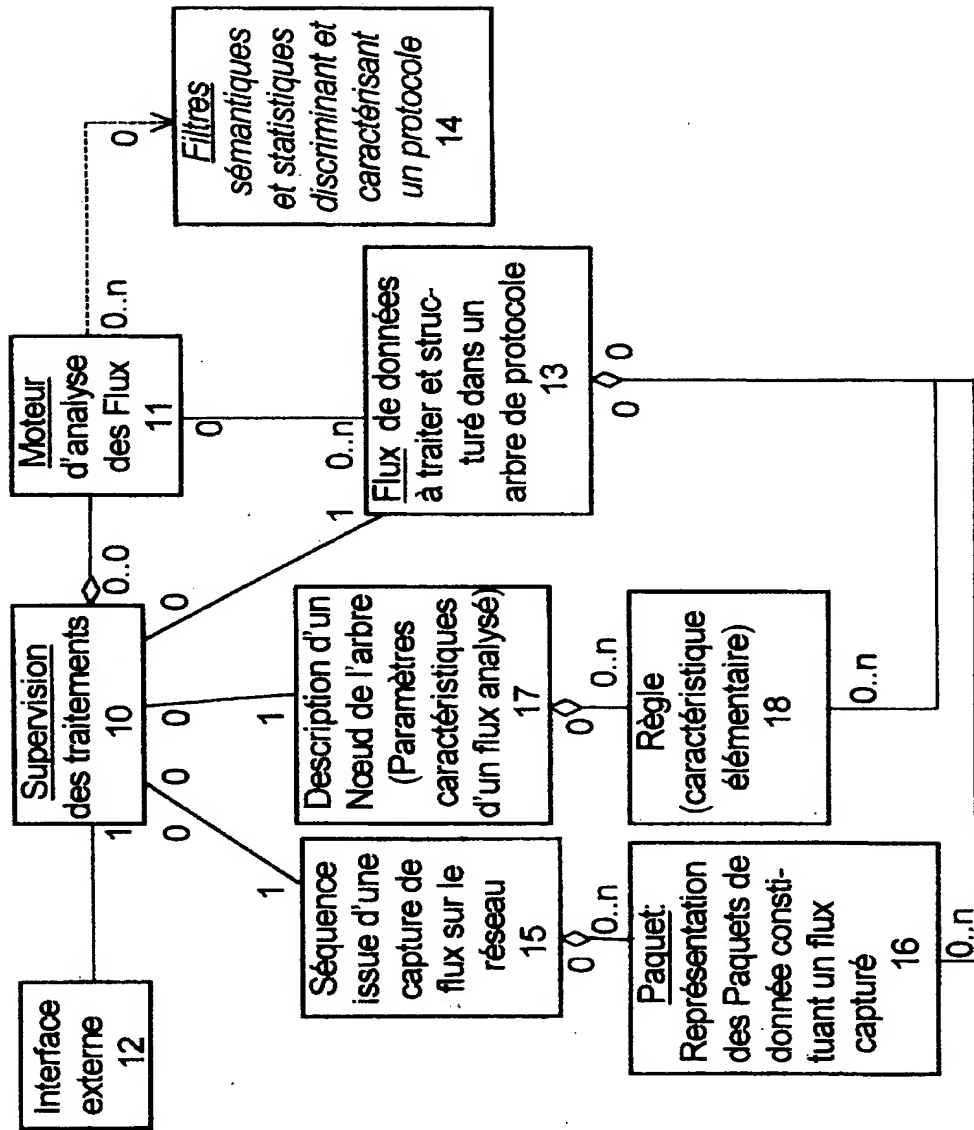 Interface
externe
12
1
Supervision
des traitements
10
0..0
Moteur
d'analyse
des Flux
11
0..n
0
Filtres
sémantiques
et statistiques
discriminant et
caractérisant
un protocole
14
0
0
0
0
1
1
1
0..n
Séquence
issue d'une
capture de
flux sur le
réseau
15
Description d'un
Nœud de l'arbre
(Paramètres
caractéristiques
d'un flux analysé)
17
Flux de données
à traiter et struc-
turé dans un
arbre de protocole
13
0
0..n
0
0..n
0
0
Paquet:
Représentation
des Paquets de
donnée consti-
tuant un flux
capturé
16
0..n
Règle
(caractéristique
élémentaire)
18
0..n